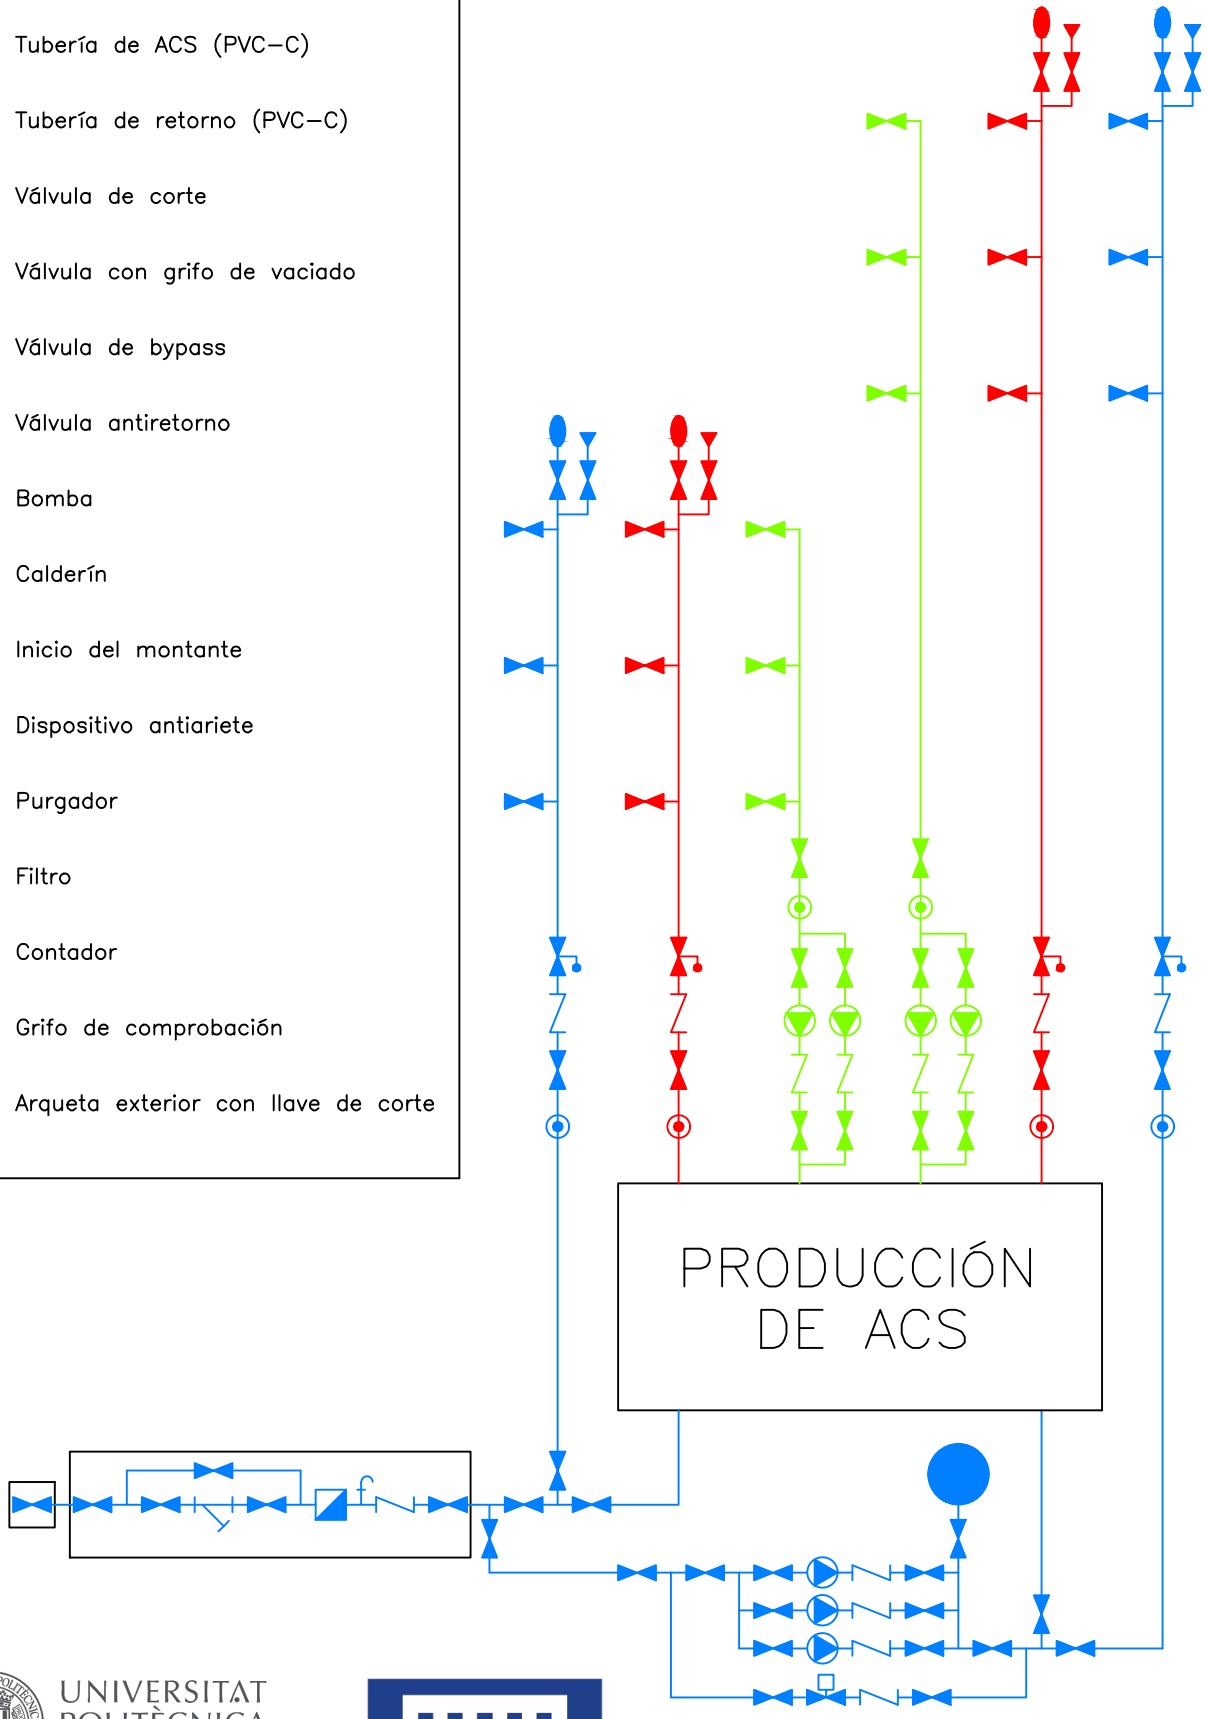 Tubería de ACS (PVC-C)
Tubería de retorno (PVC-C)
Válvula de corte
Válvula con grifo de vaciado
Válvula de bypass
Válvula antiretorno
Bomba
Calderín
Inicio del montante
Dispositivo antiariete
Purgador
Filtro
Contador
Grifo de comprobación
Arqueta exterior con llave de corte
PRODUCCIÓN
DE ACS
UNIVERSITAT
POLITÈCNICA